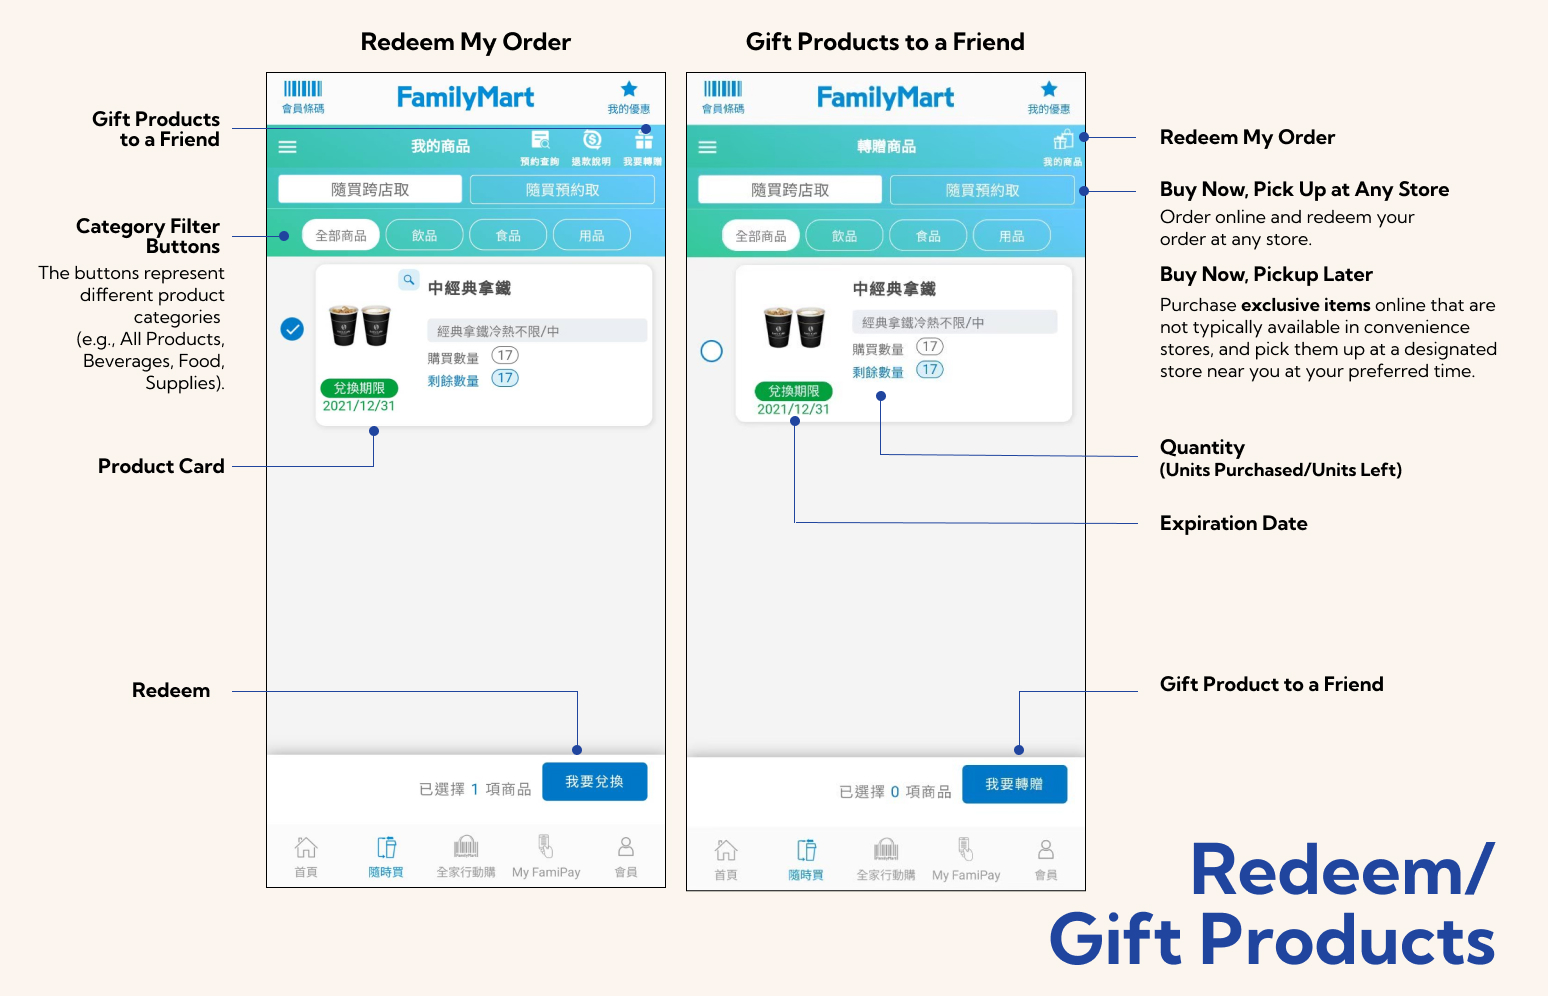 Redeem My Order
Gift Products to a Friend
Gift Products
to a Friend
Category Filter
Buttons
The buttons represent
different product
categories
(e.g., All Products,
Beverages, Food,
Supplies).
Product Card
Redeem
會員條碼
FamilyMart
我的優惠
我的商品
預約查詢
退款說明
我要轉贈
隨買跨店取
隨買預約取
全部商品
飲品
食品
用品
中經典拿鐵
經典拿鐵冷熱不限/中
購買數量 17
剩餘數量 17
兌換期限
2021/12/31
已選擇 1 項商品
我要兌換
首頁
隨時買
全家行動購
My FamiPay
會員
會員條碼
FamilyMart
我的優惠
轉贈商品
我的商品
隨買跨店取
隨買預約取
全部商品
飲品
食品
用品
中經典拿鐵
經典拿鐵冷熱不限/中
購買數量 17
剩餘數量 17
兌換期限
2021/12/31
已選擇 0 項商品
我要轉贈
首頁
隨時買
全家行動購
My FamiPay
會員
Redeem My Order
Buy Now, Pick Up at Any Store
Order online and redeem your
order at any store.
Buy Now, Pickup Later
Purchase exclusive items online that are
not typically available in convenience
stores, and pick them up at a designated
store near you at your preferred time.
Quantity
(Units Purchased/Units Left)
Expiration Date
Gift Product to a Friend
Redeem/
Gift Products